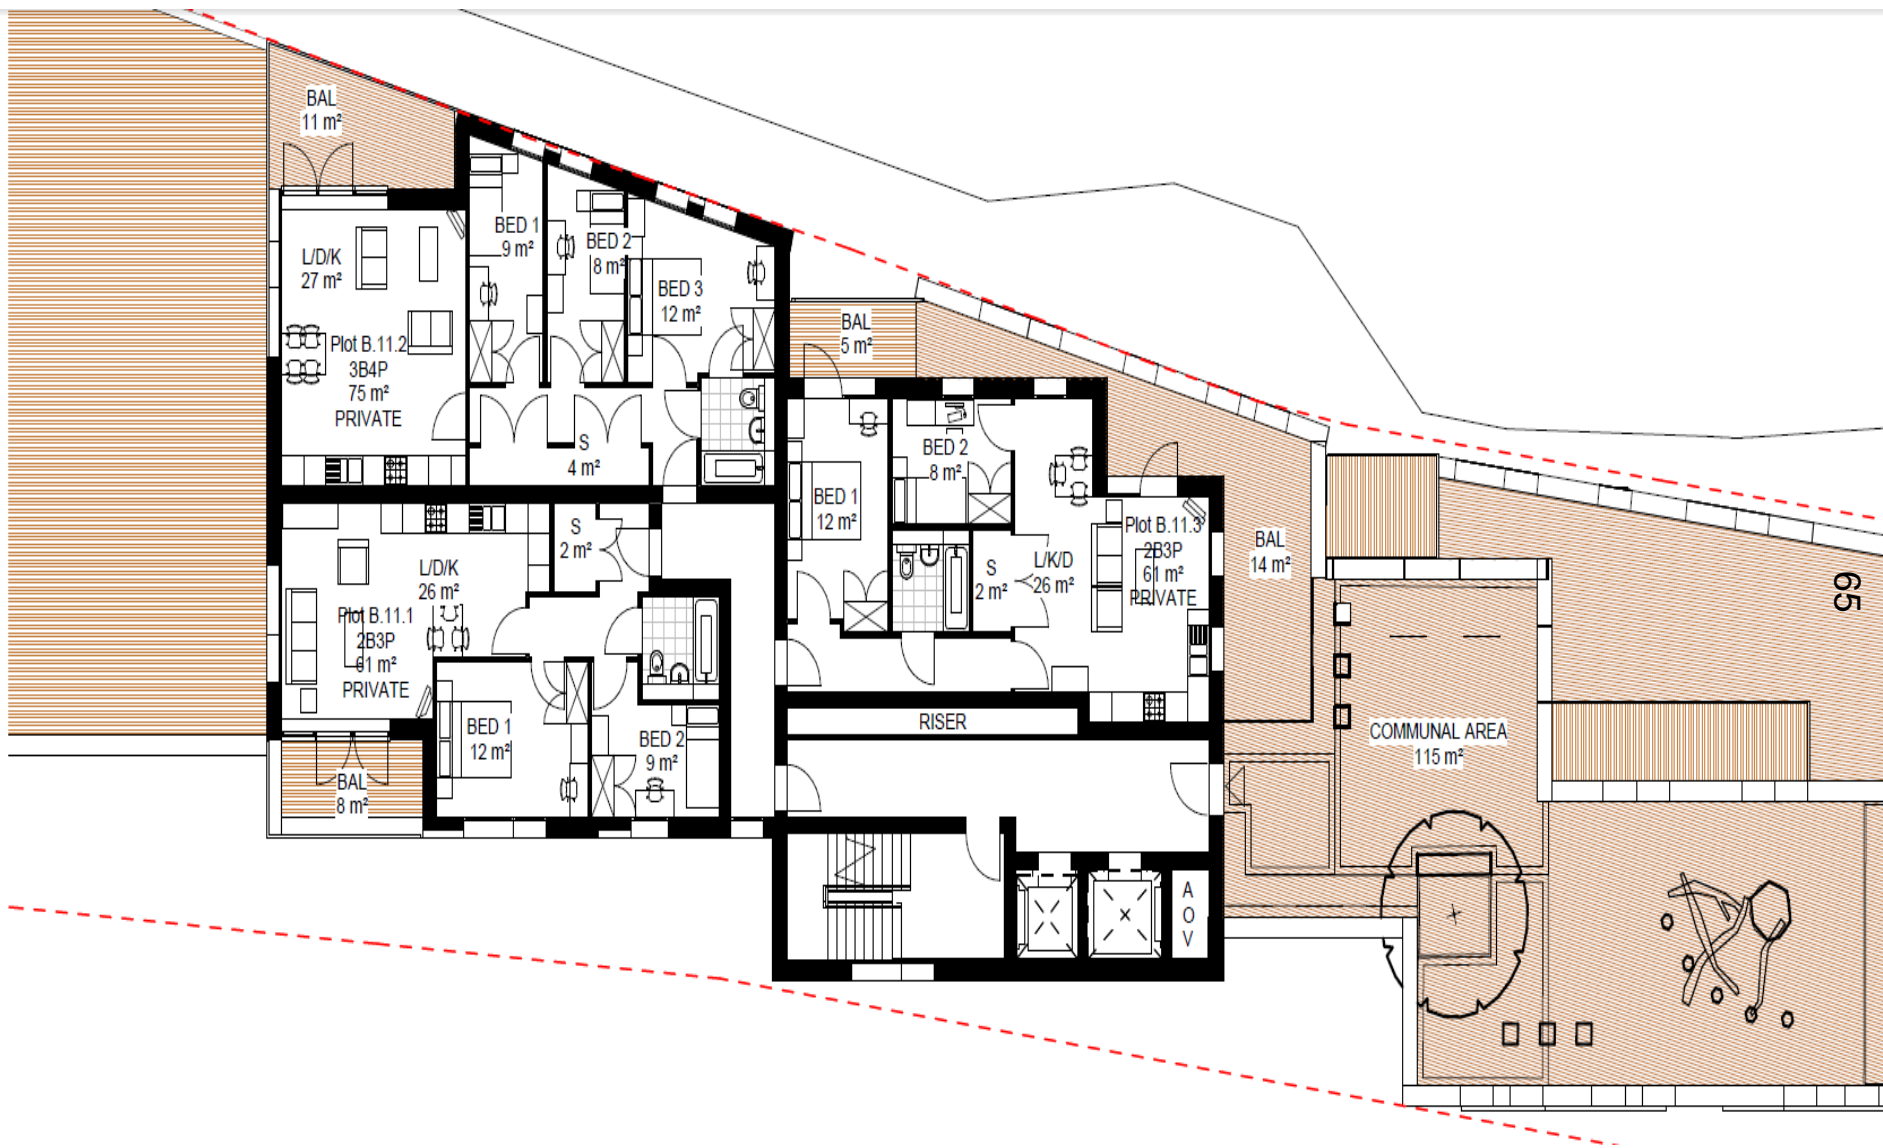 BAL
11 m²
L/D/K
27 m²
Plot B.11.2
3B4P
75 m²
PRIVATE
BED 1
9 m²
BED 2
8 m²
BED 3
12 m²
S
4 m²
BAL
5 m²
BED 1
12 m²
BED 2
8 m²
S
2 m²
L/K/D
26 m²
Plot B.11.3
2B3P
61 m²
PRIVATE
BAL
14 m²
65
S
2 m²
L/D/K
26 m²
Plot B.11.1
2B3P
61 m²
PRIVATE
BED 1
12 m²
BED 2
9 m²
BAL
8 m²
RISER
COMMUNAL AREA
115 m²
A
O
V